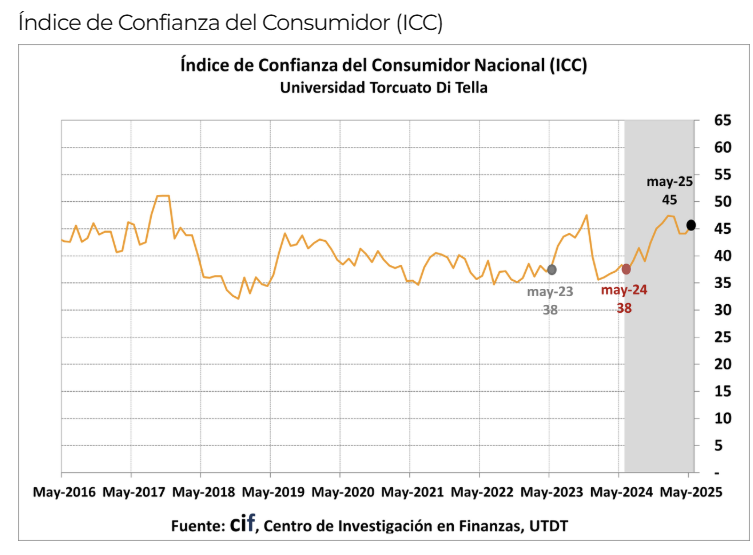 Índice de Confianza del Consumidor (ICC)
Índice de Confianza del Consumidor Nacional (ICC)
Universidad Torcuato Di Tella
65
60
55
50
45
40
35
30
25
20
15
10
5
-
may-25
45
may-23
38
may-24
38
May-2016 May-2017 May-2018 May-2019 May-2020 May-2021 May-2022 May-2023 May-2024 May-2025
Fuente: cif, Centro de Investigación en Finanzas, UTDT